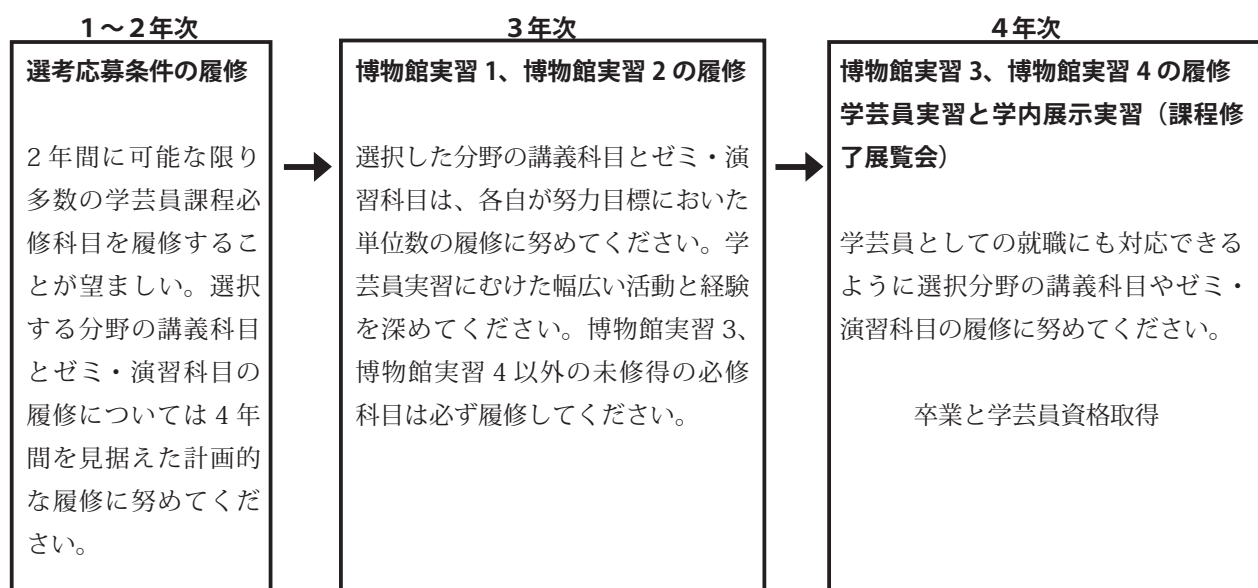 1～2年次
選考応募条件の履修
2年間に可能な限り
多数の学芸員課程必
修科目を履修するこ
とが望ましい。選択
する分野の講義科目
とゼミ・演習科目の
履修については4年
間を見据えた計画的
な履修に努めてくだ
さい。
3年次
博物館実習1、博物館実習2の履修
選択した分野の講義科目とゼミ・演
習科目は、各自が努力目標においた
単位数の履修に努めてください。学
芸員実習にむけた幅広い活動と経験
を深めてください。博物館実習3、
博物館実習4以外の未修得の必修
科目は必ず履修してください。
4年次
博物館実習3、博物館実習4の履修
学芸員実習と学内展示実習（課程修
了展覧会）
学芸員としての就職にも対応できる
ように選択分野の講義科目やゼミ・
演習科目の履修に努めてください。
卒業と学芸員資格取得